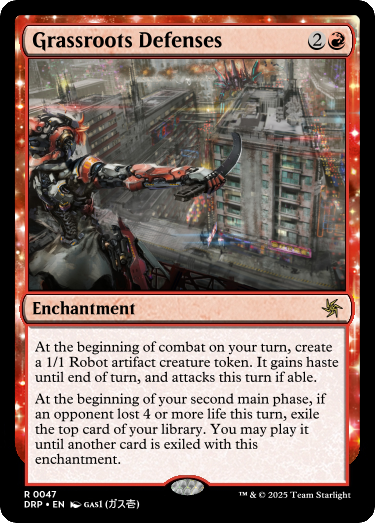 Grassroots Defenses 2
Enchantment
At the beginning of combat on your turn, create
a 1/1 Robot artifact creature token. It gains haste
until end of turn, and attacks this turn if able.
At the beginning of your second main phase, if
an opponent lost 4 or more life this turn, exile
the top card of your library. You may play it
until another card is exiled with this
enchantment.
R 0047
DRP • EN GAS1 (ガス壱)
™ & © 2025 Team Starlight